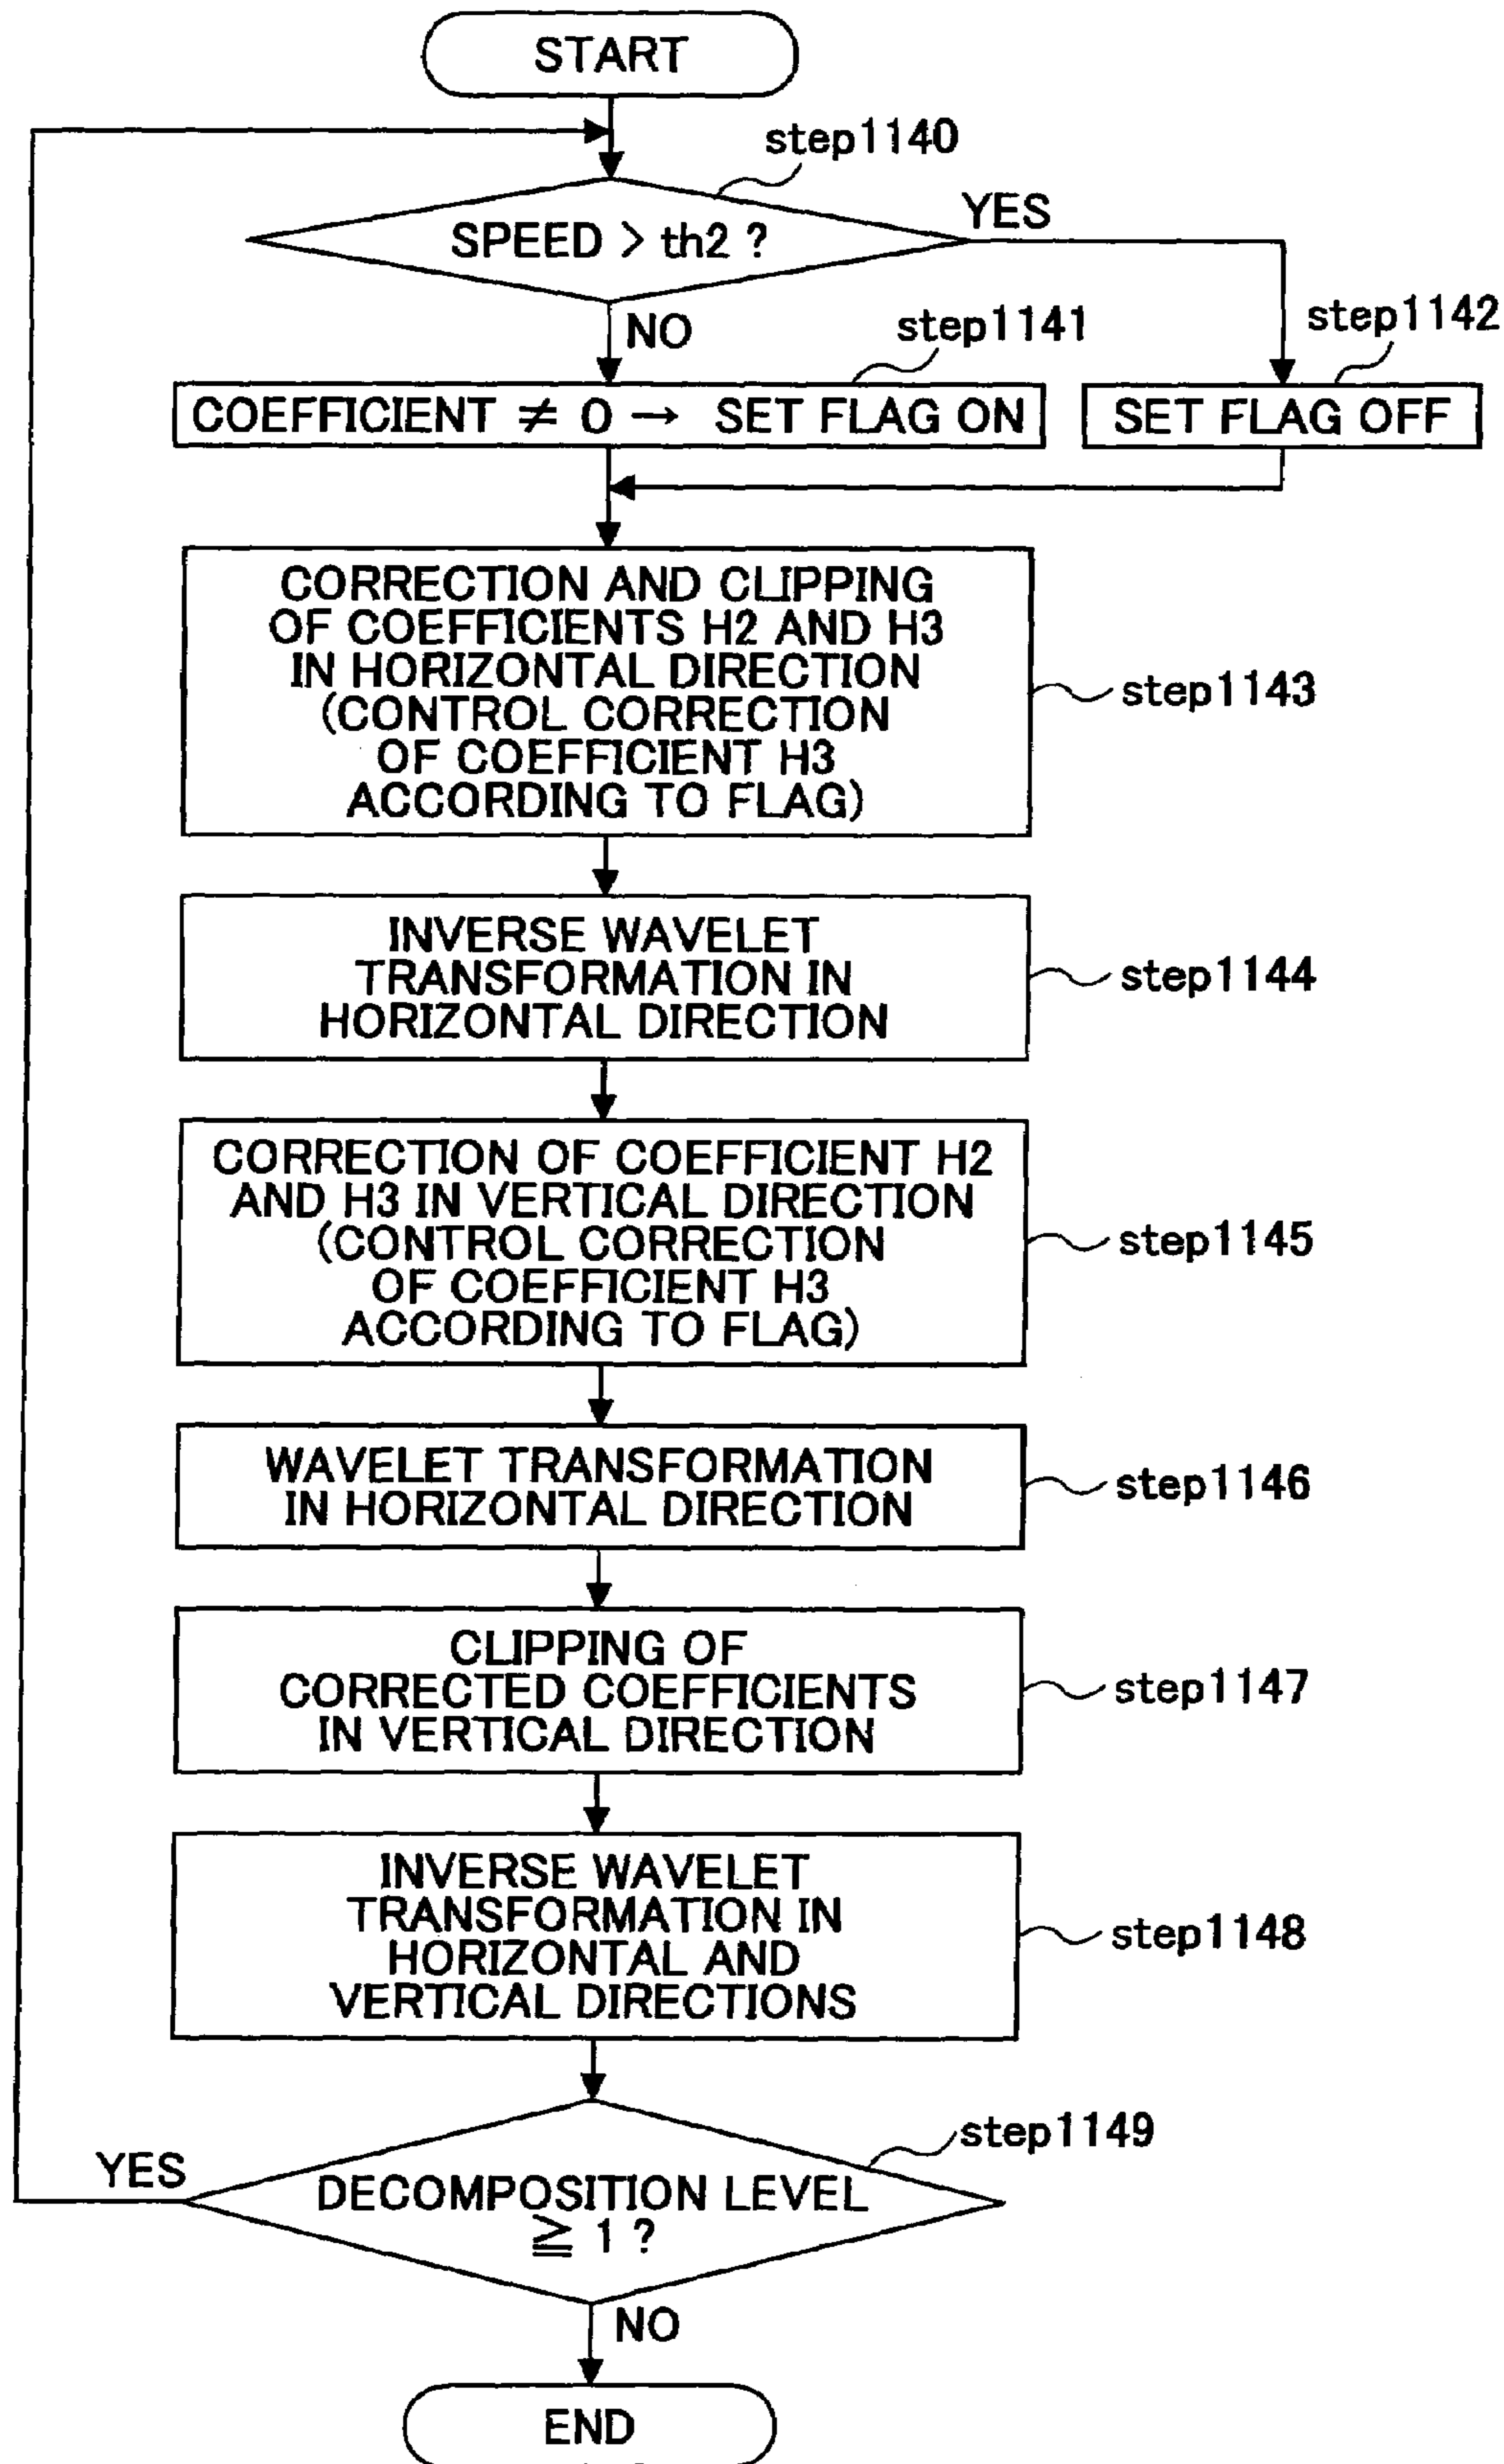 START
step1140
SPEED > th2 ?
YES
NO
step1141
step1142
COEFFICIENT ≠ 0 → SET FLAG ON
SET FLAG OFF
CORRECTION AND CLIPPING
OF COEFFICIENTS H2 AND H3
IN HORIZONTAL DIRECTION
(CONTROL CORRECTION
OF COEFFICIENT H3
ACCORDING TO FLAG)
step1143
INVERSE WAVELET
TRANSFORMATION IN
HORIZONTAL DIRECTION
step1144
CORRECTION OF COEFFICIENT H2
AND H3 IN VERTICAL DIRECTION
(CONTROL CORRECTION
OF COEFFICIENT H3
ACCORDING TO FLAG)
step1145
WAVELET TRANSFORMATION
IN HORIZONTAL DIRECTION
step1146
CLIPPING OF
CORRECTED COEFFICIENTS
IN VERTICAL DIRECTION
step1147
INVERSE WAVELET
TRANSFORMATION IN
HORIZONTAL AND
VERTICAL DIRECTIONS
step1148
step1149
YES
DECOMPOSITION LEVEL
≧ 1 ?
NO
END